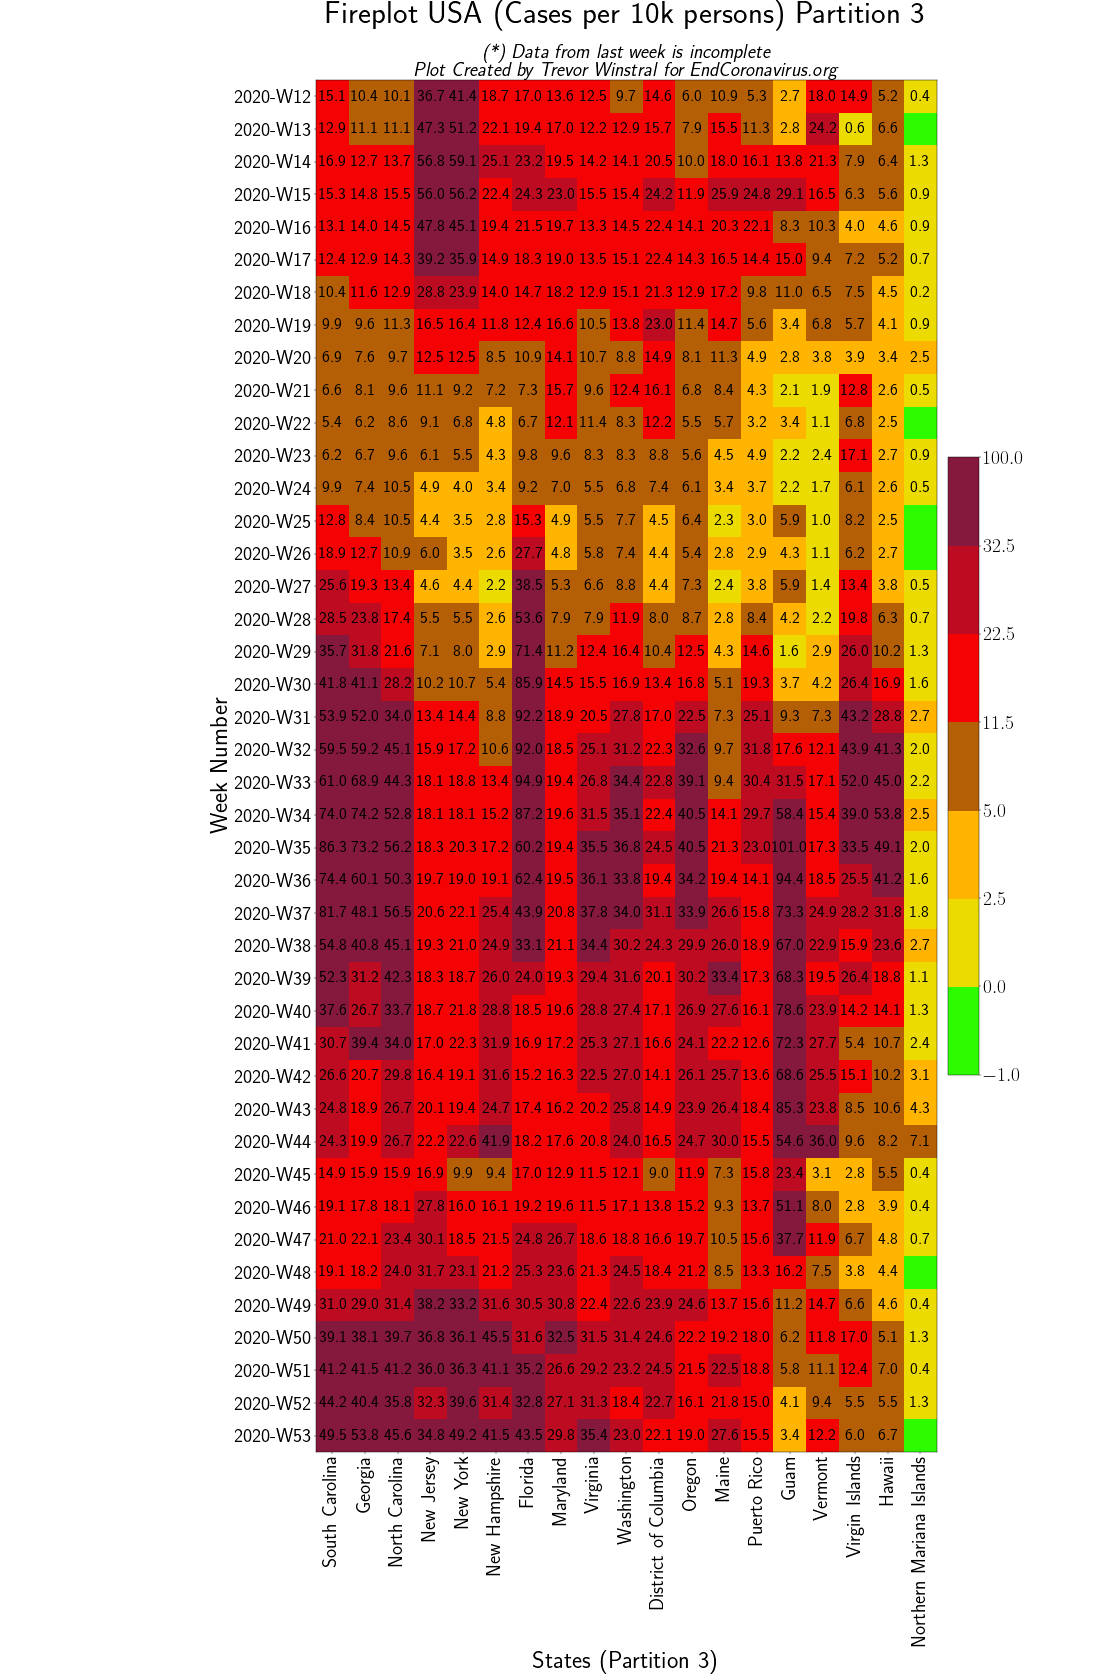 Fireplot USA (Cases per 10k persons) Partition 3
(*) Data from last week is incomplete
Plot Created by Trevor Winstral for EndCoronavirus.org
2020-W12 15.1 10.4 10.1 36.7 41.4 18.7 17.0 13.6 12.5 9.7 14.6 6.0 10.9 5.3 2.7 18.0 14.9 5.2 0.4
2020-W13 12.9 11.1 11.1 47.3 51.2 22.1 19.4 17.0 12.2 12.9 15.7 7.9 15.5 11.3 2.8 24.2 0.6 6.6
2020-W14 16.9 12.7 13.7 56.8 59.1 25.1 23.2 19.5 14.2 14.1 20.5 10.0 18.0 16.1 13.8 21.3 7.9 6.4 1.3
2020-W15 15.3 14.8 15.5 56.0 56.2 22.4 24.3 23.0 15.5 15.4 24.2 11.9 25.9 24.8 29.1 16.5 6.3 5.6 0.9
2020-W16 13.1 14.0 14.5 47.8 45.1 19.4 21.5 19.7 13.3 14.5 22.4 14.1 20.3 22.1 8.3 10.3 4.0 4.6 0.9
2020-W17 12.4 12.9 14.3 39.2 35.9 14.9 18.3 19.0 13.5 15.1 22.4 14.3 16.5 14.4 15.0 9.4 7.2 5.2 0.7
2020-W18 10.4 11.6 12.9 28.8 23.9 14.0 14.7 18.2 12.9 15.1 21.3 12.9 17.2 9.8 11.0 6.5 7.5 4.5 0.2
2020-W19 9.9 9.6 11.3 16.5 16.4 11.8 12.4 16.6 10.5 13.8 23.0 11.4 14.7 5.6 3.4 6.8 5.7 4.1 0.9
2020-W20 6.9 7.6 9.7 12.5 12.5 8.5 10.9 14.1 10.7 8.8 14.9 8.1 11.3 4.9 2.8 3.8 3.9 3.4 2.5
2020-W21 6.6 8.1 9.6 11.1 9.2 7.2 7.3 15.7 9.6 12.4 16.1 6.8 8.4 4.3 2.1 1.9 12.8 2.6 0.5
2020-W22 5.4 6.2 8.6 9.1 6.8 4.8 6.7 12.1 11.4 8.3 12.2 5.5 5.7 3.2 3.4 1.1 6.8 2.5
2020-W23 6.2 6.7 9.6 6.1 5.5 4.3 9.8 9.6 8.3 8.3 8.8 5.6 4.5 4.9 2.2 2.4 17.1 2.7 0.9
2020-W24 9.9 7.4 10.5 4.9 4.0 3.4 9.2 7.0 5.5 6.8 7.4 6.1 3.4 3.7 2.2 1.7 6.1 2.6 0.5
2020-W25 12.8 8.4 10.5 4.4 3.5 2.8 15.3 4.9 5.5 7.7 4.5 6.4 2.3 3.0 5.9 1.0 8.2 2.5
2020-W26 18.9 12.7 10.9 6.0 3.5 2.6 27.7 4.8 5.8 7.4 4.4 5.4 2.8 2.9 4.3 1.1 6.2 2.7
2020-W27 25.6 19.3 13.4 4.6 4.4 2.2 38.5 5.3 6.6 8.8 4.4 7.3 2.4 3.8 5.9 1.4 13.4 3.8 0.5
2020-W28 28.5 23.8 17.4 5.5 5.5 2.6 53.6 7.9 7.9 11.9 8.0 8.7 2.8 8.4 4.2 2.2 19.8 6.3 0.7
2020-W29 35.7 31.8 21.6 7.1 8.0 2.9 71.4 11.2 12.4 16.4 10.4 12.5 4.3 14.6 1.6 2.9 26.0 10.2 1.3
2020-W30 41.8 41.1 28.2 10.2 10.7 5.4 85.9 14.5 15.5 16.9 13.4 16.8 5.1 19.3 3.7 4.2 26.4 16.9 1.6
2020-W31 53.9 52.0 34.0 13.4 14.4 8.8 92.2 18.9 20.5 27.8 17.0 22.5 7.3 25.1 9.3 7.3 43.2 28.8 2.7
2020-W32 59.5 59.2 45.1 15.9 17.2 10.6 92.0 18.5 25.1 31.2 22.3 32.6 9.7 31.8 17.6 12.1 43.9 41.3 2.0
2020-W33 61.0 68.9 44.3 18.1 18.8 13.4 94.9 19.4 26.8 34.4 22.8 39.1 9.4 30.4 31.5 17.1 52.0 45.0 2.2
2020-W34 74.0 74.2 52.8 18.1 18.1 15.2 87.2 19.6 31.5 35.1 22.4 40.5 14.1 29.7 58.4 15.4 39.0 53.8 2.5
2020-W35 86.3 73.2 56.2 18.3 20.3 17.2 60.2 19.4 35.5 36.8 24.5 40.5 21.3 23.0 101.0 17.3 33.5 49.1 2.0
2020-W36 74.4 60.1 50.3 19.7 19.0 19.1 62.4 19.5 36.1 33.8 19.4 34.2 19.4 14.1 94.4 18.5 25.5 41.2 1.6
2020-W37 81.7 48.1 56.5 20.6 22.1 25.4 43.9 20.8 37.8 34.0 31.1 33.9 26.6 15.8 73.3 24.9 28.2 31.8 1.8
2020-W38 54.8 40.8 45.1 19.3 21.0 24.9 33.1 21.1 34.4 30.2 24.3 29.9 26.0 18.9 67.0 22.9 15.9 23.6 2.7
2020-W39 52.3 31.2 42.3 18.3 18.7 26.0 24.0 19.3 29.4 31.6 20.1 30.2 33.4 17.3 68.3 19.5 26.4 18.8 1.1
2020-W40 37.6 26.7 33.7 18.7 21.8 28.8 18.5 19.6 28.8 27.4 17.1 26.9 27.6 16.1 78.6 23.9 14.2 14.1 1.3
2020-W41 30.7 39.4 34.0 17.0 22.3 31.9 16.9 17.2 25.3 27.1 16.6 24.1 22.2 12.6 72.3 27.7 5.4 10.7 2.4
2020-W42 26.6 20.7 29.8 16.4 19.1 31.6 15.2 16.3 22.5 27.0 14.1 26.1 25.7 13.6 68.6 25.5 15.1 10.2 3.1
2020-W43 24.8 18.9 26.7 20.1 19.4 24.7 17.4 16.2 20.2 25.8 14.9 23.9 26.4 18.4 85.3 23.8 8.5 10.6 4.3
2020-W44 24.3 19.9 26.7 22.2 22.6 41.9 18.2 17.6 20.8 24.0 16.5 24.7 30.0 15.5 54.6 36.0 9.6 8.2 7.1
2020-W45 14.9 15.9 15.9 16.9 9.9 9.4 17.0 12.9 11.5 12.1 9.0 11.9 7.3 15.8 23.4 3.1 2.8 5.5 0.4
2020-W46 19.1 17.8 18.1 27.8 16.0 16.1 19.2 19.6 11.5 17.1 13.8 15.2 9.3 13.7 51.1 8.0 2.8 3.9 0.4
2020-W47 21.0 22.1 23.4 30.1 18.5 21.5 24.8 26.7 18.6 18.8 16.6 19.7 10.5 15.6 37.7 11.9 6.7 4.8 0.7
2020-W48 19.1 18.2 24.0 31.7 23.1 21.2 25.3 23.6 21.3 24.5 18.4 21.2 8.5 13.3 16.2 7.5 3.8 4.4
2020-W49 31.0 29.0 31.4 38.2 33.2 31.6 30.5 30.8 22.4 22.6 23.9 24.6 13.7 15.6 11.2 14.7 6.6 4.6 0.4
2020-W50 39.1 38.1 39.7 36.8 36.1 45.5 31.6 32.5 31.5 31.4 24.6 22.2 19.2 18.0 6.2 11.8 17.0 5.1 1.3
2020-W51 41.2 41.5 41.2 36.0 36.3 41.1 35.2 26.6 29.2 23.2 24.5 21.5 22.5 18.8 5.8 11.1 12.4 7.0 0.4
2020-W52 44.2 40.4 35.8 32.3 39.6 31.4 32.8 27.1 31.3 18.4 22.7 16.1 21.8 15.0 4.1 9.4 5.5 5.5 1.3
2020-W53 49.5 53.8 45.6 34.8 49.2 41.5 43.5 29.8 35.4 23.0 22.1 19.0 27.6 15.5 3.4 12.2 6.0 6.7
Week Number
South Carolina
Georgia
North Carolina
New Jersey
New York
New Hampshire
Florida
Maryland
Virginia
Washington
District of Columbia
Oregon
Maine
Puerto Rico
Guam
Vermont
Virgin Islands
Hawaii
Northern Mariana Islands
States (Partition 3)
100.0
32.5
22.5
11.5
5.0
2.5
0.0
−1.0